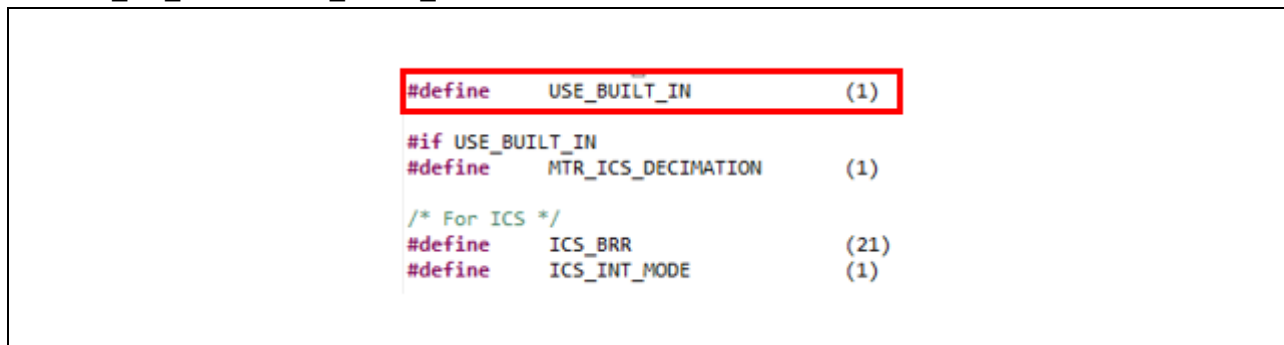 #define USE_BUILT_IN (1)
#if USE_BUILT_IN
#define MTR_ICS_DECIMATION (1)
/* For ICS */
#define ICS_BRR (21)
#define ICS_INT_MODE (1)